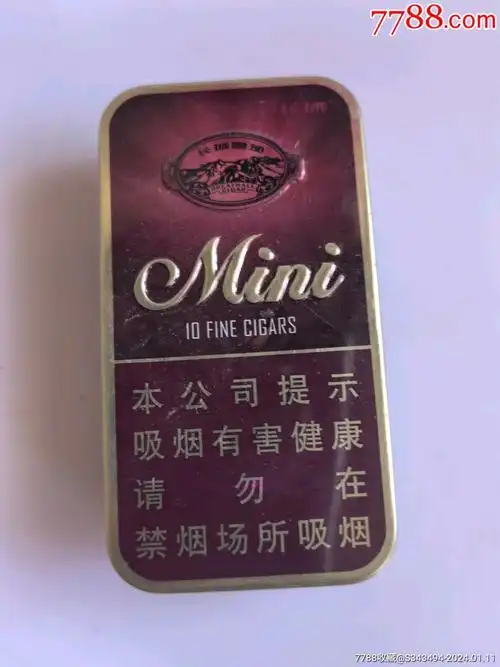 7788.com
长城雪茄
GREATWALL
CIGAR
Mini
10 FINE CIGARS
本公司提示
吸烟有害健康
请勿在
禁烟场所吸烟
7788收藏@S343494-2024.01.11